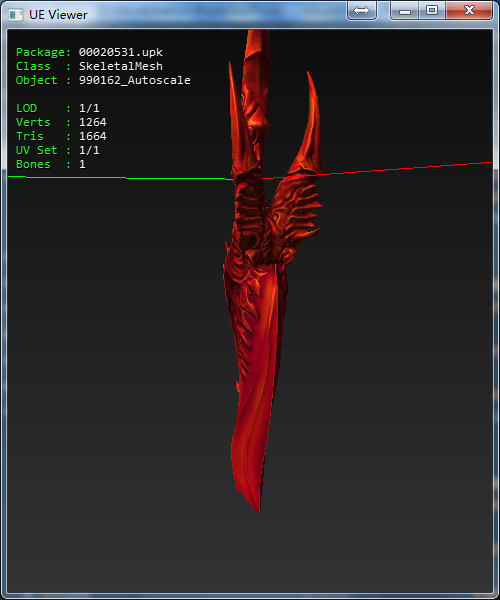 UE Viewer
Package: 00020531.upk
Class : SkeletalMesh
Object : 990162_Autoscale
LOD : 1/1
Verts : 1264
Tris : 1664
UV Set : 1/1
Bones : 1